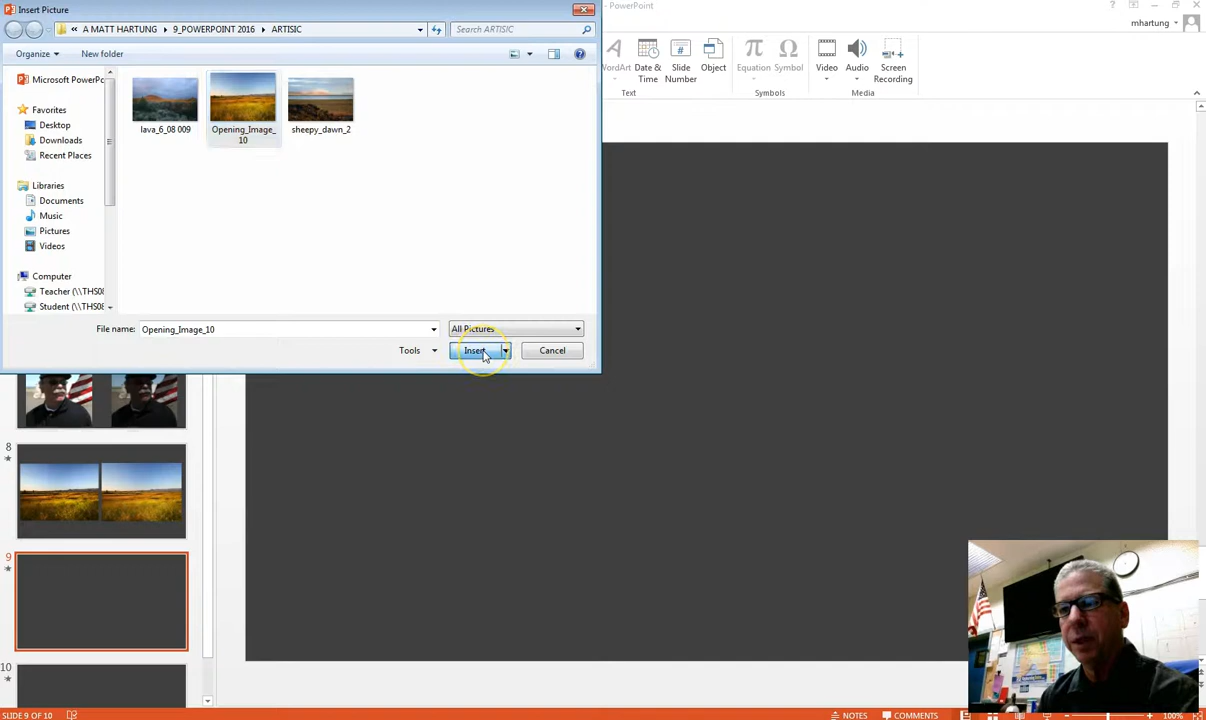 Insert Picture
- PowerPoint
A MATT HARTUNG
9_POWERPOINT 2016
ARTISIC
Search ARTISIC
mhartung
Organize
New folder
WordArt
Date & Time
Slide Number
Object
Equation
Symbol
Video
Audio
Screen Recording
Text
Symbols
Media
Microsoft PowerPo
Favorites
Desktop
Downloads
Recent Places
Libraries
Documents
Music
Pictures
Videos
Computer
Teacher (\\THS08
Student (\\THS08
lava_6_08 009
Opening_Image_
10
sheepy_dawn_2
File name:
Opening_Image_10
All Pictures
Tools
Insert
Cancel
8
9
10
SLIDE 9 OF 10
NOTES
COMMENTS
100%